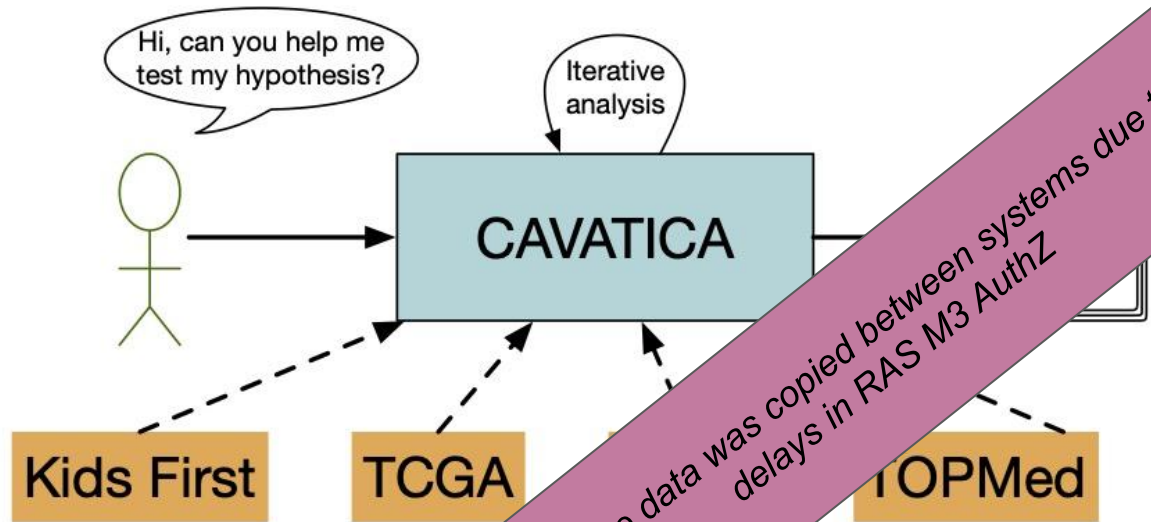 Hi, can you help me
test my hypothesis?
Iterative
analysis
CAVATICA
data was copied between systems due
delays in RAS M3 AuthZ
Kids First
TCGA
TOPMed